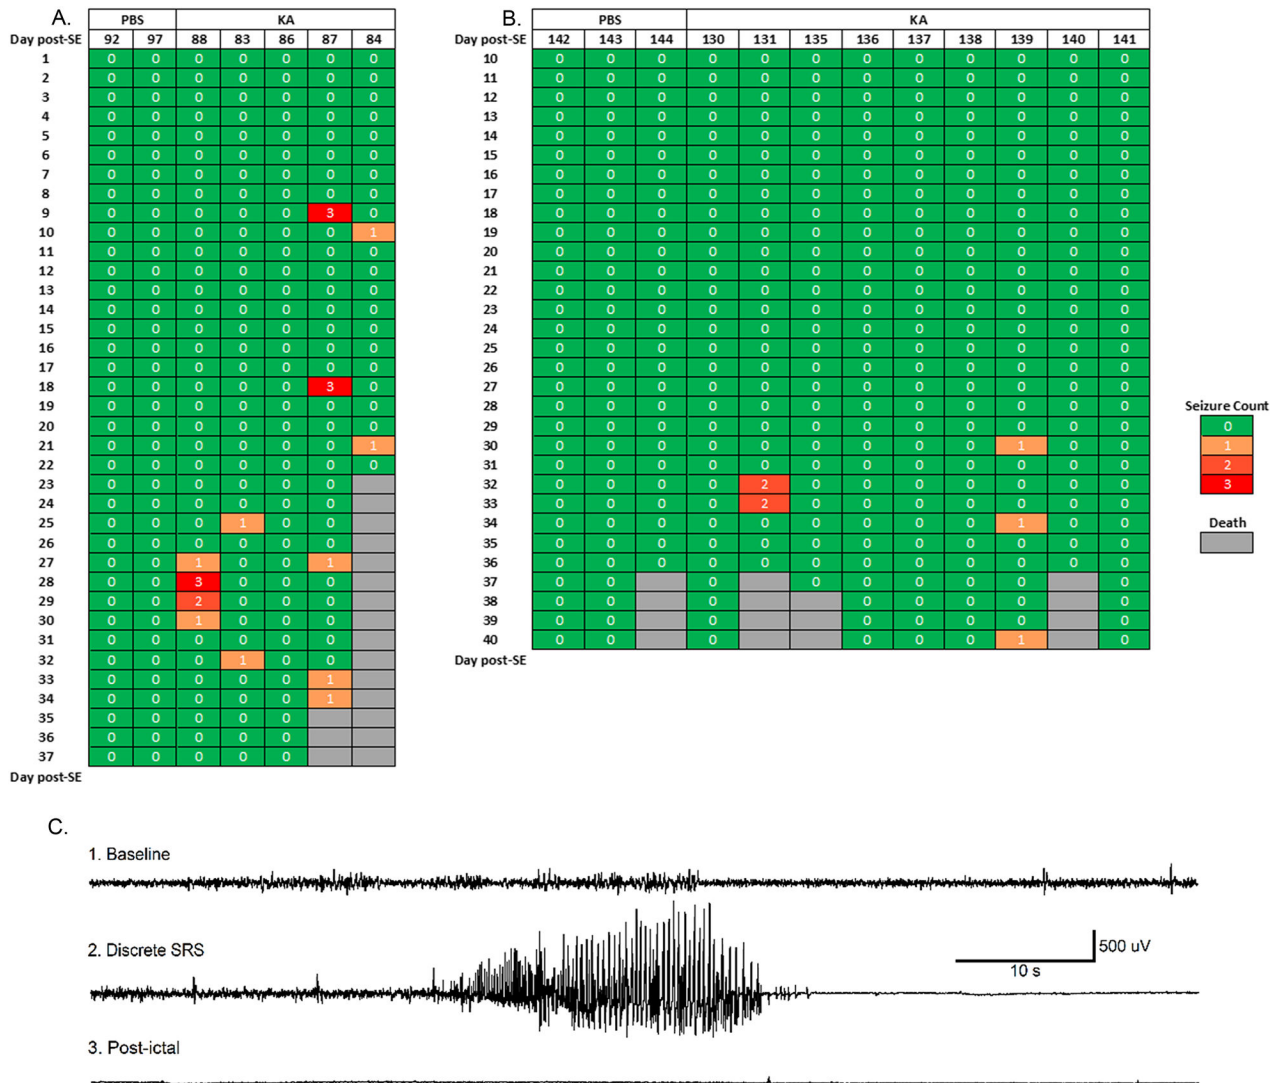 A.
PBS KA
Day post-SE 92 97 88 83 86 87 84
1 0 0 0 0 0 0 0
2 0 0 0 0 0 0 0
3 0 0 0 0 0 0 0
4 0 0 0 0 0 0 0
5 0 0 0 0 0 0 0
6 0 0 0 0 0 0 0
7 0 0 0 0 0 0 0
8 0 0 0 0 0 0 0
9 0 0 0 0 0 3 0
10 0 0 0 0 0 0 1
11 0 0 0 0 0 0 0
12 0 0 0 0 0 0 0
13 0 0 0 0 0 0 0
14 0 0 0 0 0 0 0
15 0 0 0 0 0 0 0
16 0 0 0 0 0 0 0
17 0 0 0 0 0 0 0
18 0 0 0 0 0 3 0
19 0 0 0 0 0 0 0
20 0 0 0 0 0 0 0
21 0 0 0 0 0 0 1
22 0 0 0 0 0 0 0
23 0 0 0 0 0 0
24 0 0 0 0 0 0
25 0 0 0 1 0 0
26 0 0 0 0 0 0
27 0 0 1 0 0 1
28 0 0 3 0 0 0
29 0 0 2 0 0 0
30 0 0 1 0 0 0
31 0 0 0 0 0 0
32 0 0 0 1 0 0
33 0 0 0 0 0 1
34 0 0 0 0 0 1
35 0 0 0 0 0
36 0 0 0 0 0
37 0 0 0 0 0
Day post-SE
B.
PBS KA
Day post-SE 142 143 144 130 131 135 136 137 138 139 140 141
10 0 0 0 0 0 0 0 0 0 0 0 0
11 0 0 0 0 0 0 0 0 0 0 0 0
12 0 0 0 0 0 0 0 0 0 0 0 0
13 0 0 0 0 0 0 0 0 0 0 0 0
14 0 0 0 0 0 0 0 0 0 0 0 0
15 0 0 0 0 0 0 0 0 0 0 0 0
16 0 0 0 0 0 0 0 0 0 0 0 0
17 0 0 0 0 0 0 0 0 0 0 0 0
18 0 0 0 0 0 0 0 0 0 0 0 0
19 0 0 0 0 0 0 0 0 0 0 0 0
20 0 0 0 0 0 0 0 0 0 0 0 0
21 0 0 0 0 0 0 0 0 0 0 0 0
22 0 0 0 0 0 0 0 0 0 0 0 0
23 0 0 0 0 0 0 0 0 0 0 0 0
24 0 0 0 0 0 0 0 0 0 0 0 0
25 0 0 0 0 0 0 0 0 0 0 0 0
26 0 0 0 0 0 0 0 0 0 0 0 0
27 0 0 0 0 0 0 0 0 0 0 0 0
28 0 0 0 0 0 0 0 0 0 0 0 0
29 0 0 0 0 0 0 0 0 0 0 0 0
30 0 0 0 0 0 0 0 0 0 1 0 0
31 0 0 0 0 0 0 0 0 0 0 0 0
32 0 0 0 0 2 0 0 0 0 0 0 0
33 0 0 0 0 2 0 0 0 0 0 0 0
34 0 0 0 0 0 0 0 0 0 1 0 0
35 0 0 0 0 0 0 0 0 0 0 0 0
36 0 0 0 0 0 0 0 0 0 0 0 0
37 0 0 0 0 0 0 0 0 0
38 0 0 0 0 0 0 0 0
39 0 0 0 0 0 0 0 0
40 0 0 0 0 0 0 1 0
Day post-SE
Seizure Count
0
1
2
3
Death
C.
1. Baseline
2. Discrete SRS
500 uV
10 s
3. Post-ictal